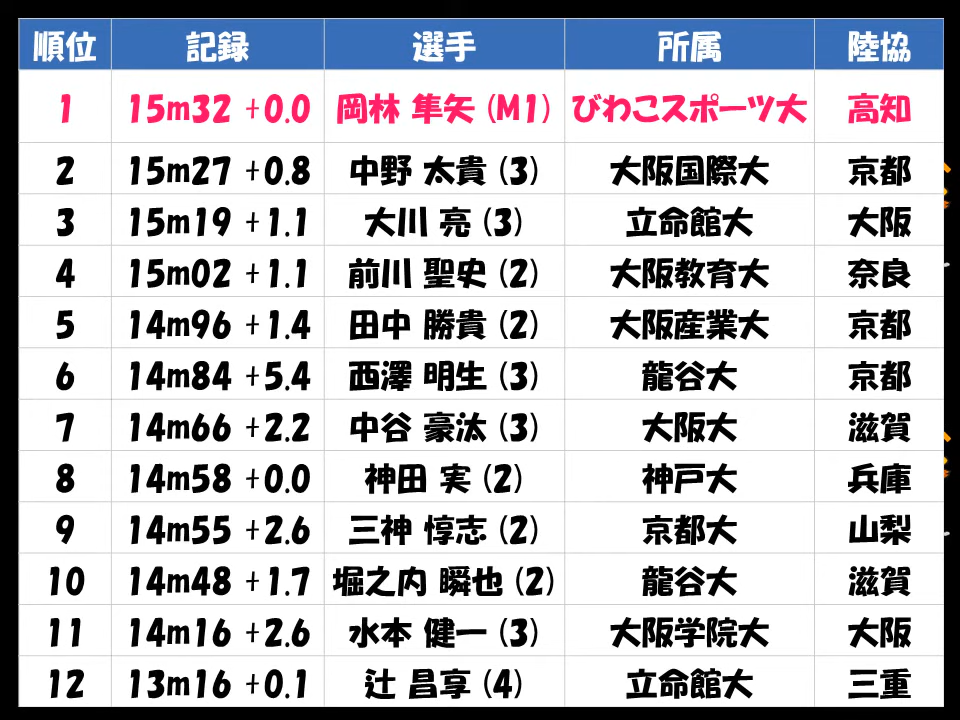 順位 記録 選手 所属 陸協
1 15m32 +0.0 岡林 隼矢 (M1) びわこスポーツ大 高知
2 15m27 +0.8 中野 太貴 (3) 大阪国際大 京都
3 15m19 +1.1 大川 亮 (3) 立命館大 大阪
4 15m02 +1.1 前川 聖史 (2) 大阪教育大 奈良
5 14m96 +1.4 田中 勝貴 (2) 大阪産業大 京都
6 14m84 +5.4 西澤 明生 (3) 龍谷大 京都
7 14m66 +2.2 中谷 豪汰 (3) 大阪大 滋賀
8 14m58 +0.0 神田 実 (2) 神戸大 兵庫
9 14m55 +2.6 三神 惇志 (2) 京都大 山梨
10 14m48 +1.7 堀之内 瞬也 (2) 龍谷大 滋賀
11 14m16 +2.6 水本 健一 (3) 大阪学院大 大阪
12 13m16 +0.1 辻 昌享 (4) 立命館大 三重